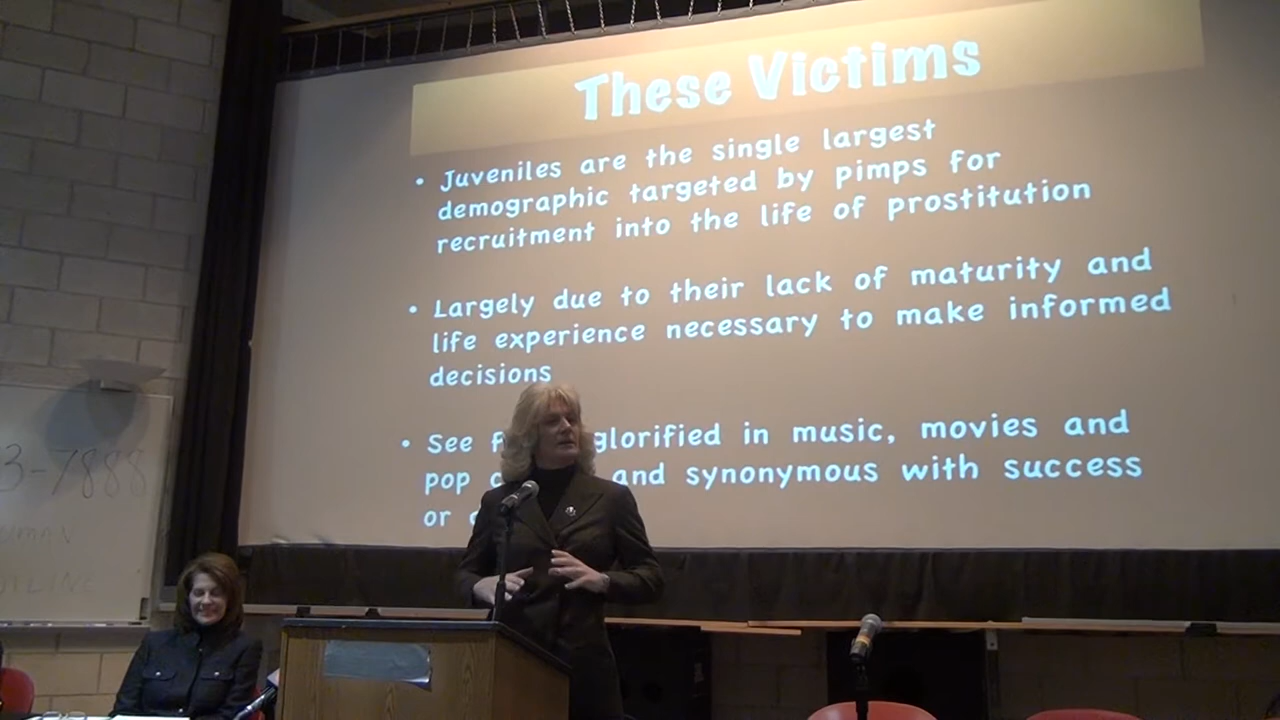 These Victims
• Juveniles are the single largest
demographic targeted by pimps for
recruitment into the life of prostitution
• Largely due to their lack of maturity and
life experience necessary to make informed
decisions
• See glorified in music, movies and
pop and synonymous with success
or
3-7888